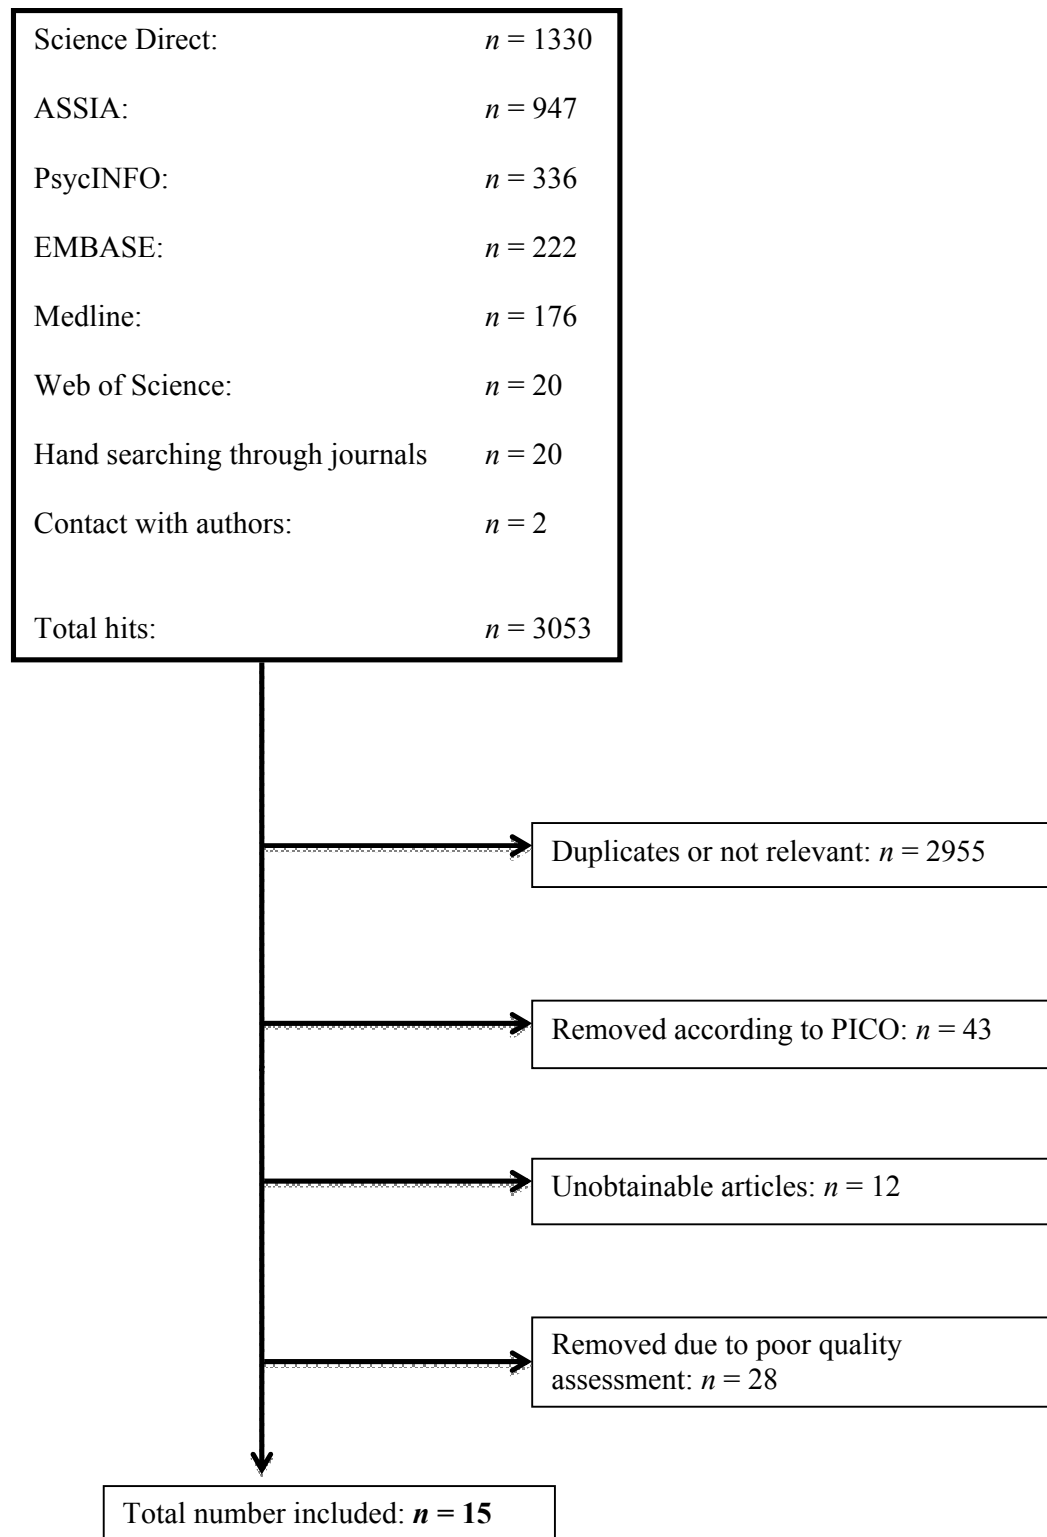 Science Direct: n = 1330
ASSIA: n = 947
PsycINFO: n = 336
EMBASE: n = 222
Medline: n = 176
Web of Science: n = 20
Hand searching through journals n = 20
Contact with authors: n = 2
Total hits: n = 3053
Duplicates or not relevant: n = 2955
Removed according to PICO: n = 43
Unobtainable articles: n = 12
Removed due to poor quality
assessment: n = 28
Total number included: n = 15